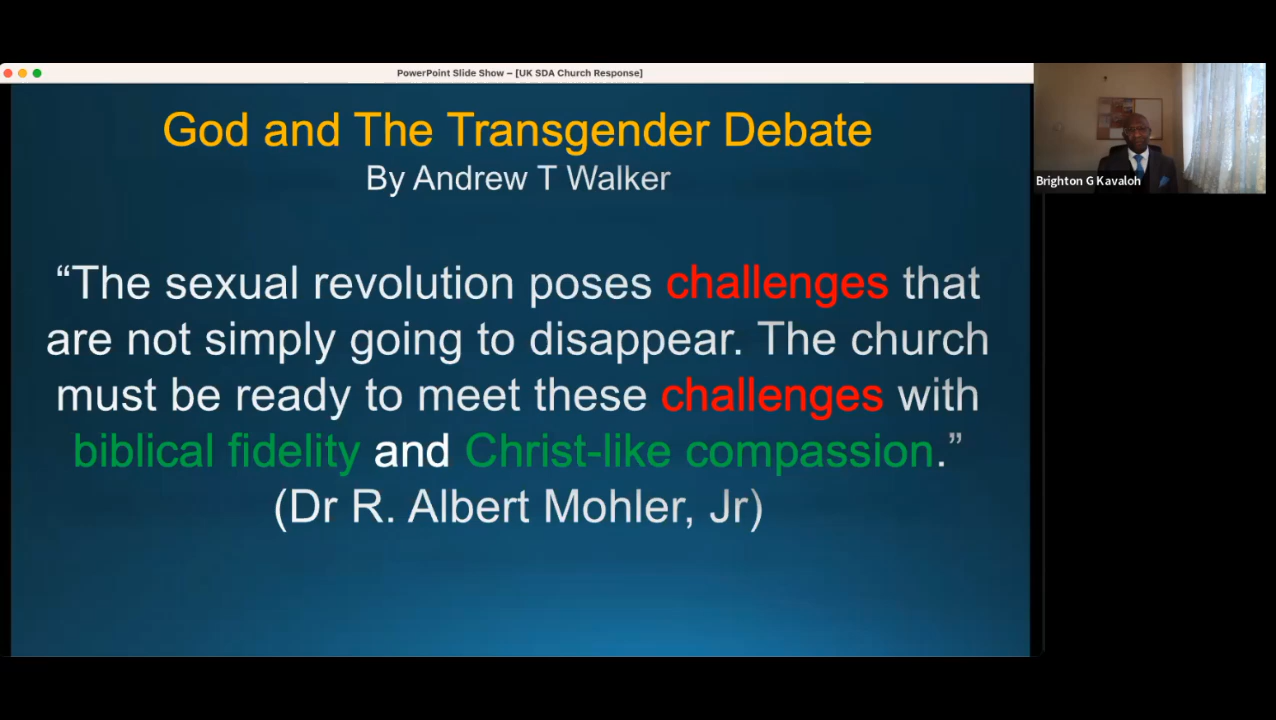 PowerPoint Slide Show – [UK SDA Church Response]
God and The Transgender Debate
By Andrew T Walker
“The sexual revolution poses challenges that
are not simply going to disappear. The church
must be ready to meet these challenges with
biblical fidelity and Christ-like compassion.”
(Dr R. Albert Mohler, Jr)
Brighton G Kavaloh